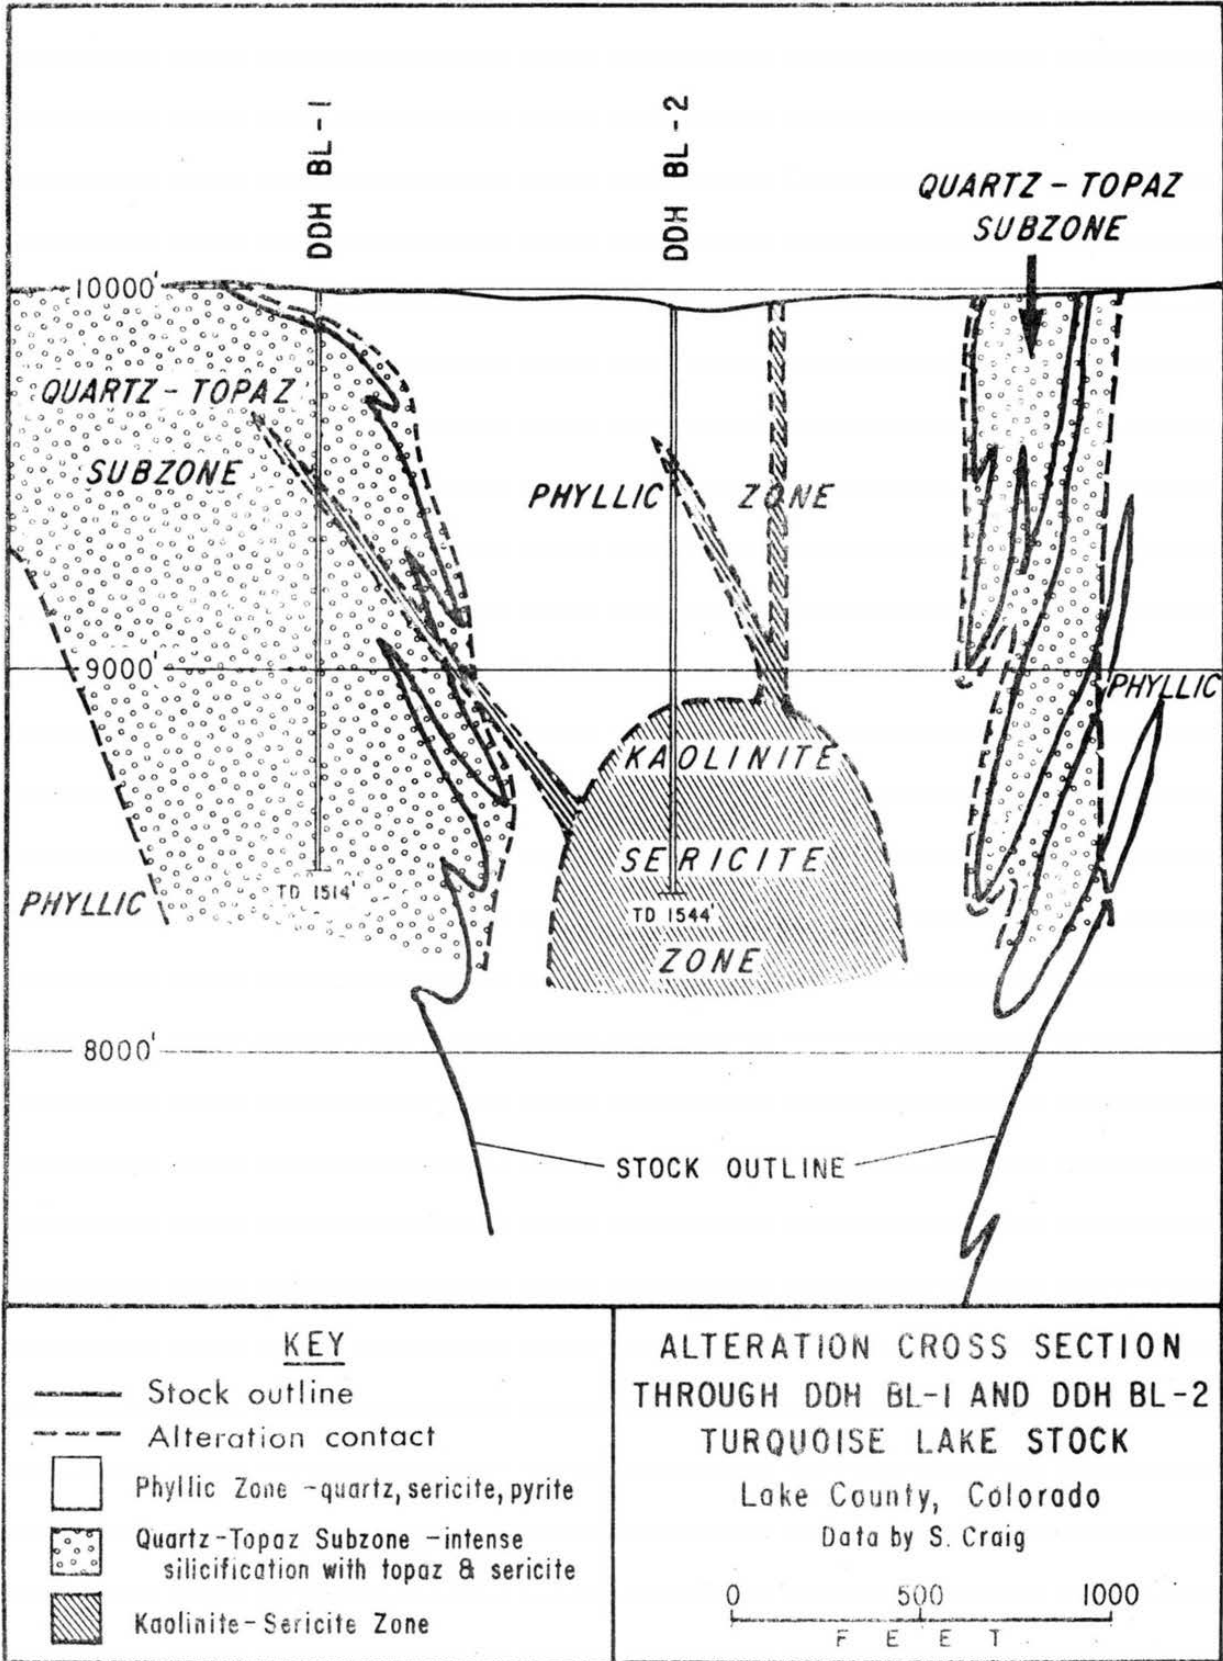 DDH BL-1
DDH BL-2
QUARTZ-TOPAZ
SUBZONE
10000'
QUARTZ-TOPAZ
SUBZONE
PHYLLIC ZONE
9000'
PHYLLIC
KAOLINITE
SERICITE
ZONE
TD 1514'
TD 1544'
PHYLLIC
8000'
STOCK OUTLINE
KEY
Stock outline
Alteration contact
Phyllic Zone -quartz, sericite, pyrite
Quartz-Topaz Subzone -intense
silicification with topaz & sericite
Kaolinite-Sericite Zone
ALTERATION CROSS SECTION
THROUGH DDH BL-1 AND DDH BL-2
TURQUOISE LAKE STOCK
Lake County, Colorado
Data by S. Craig
0 500 1000
FEET